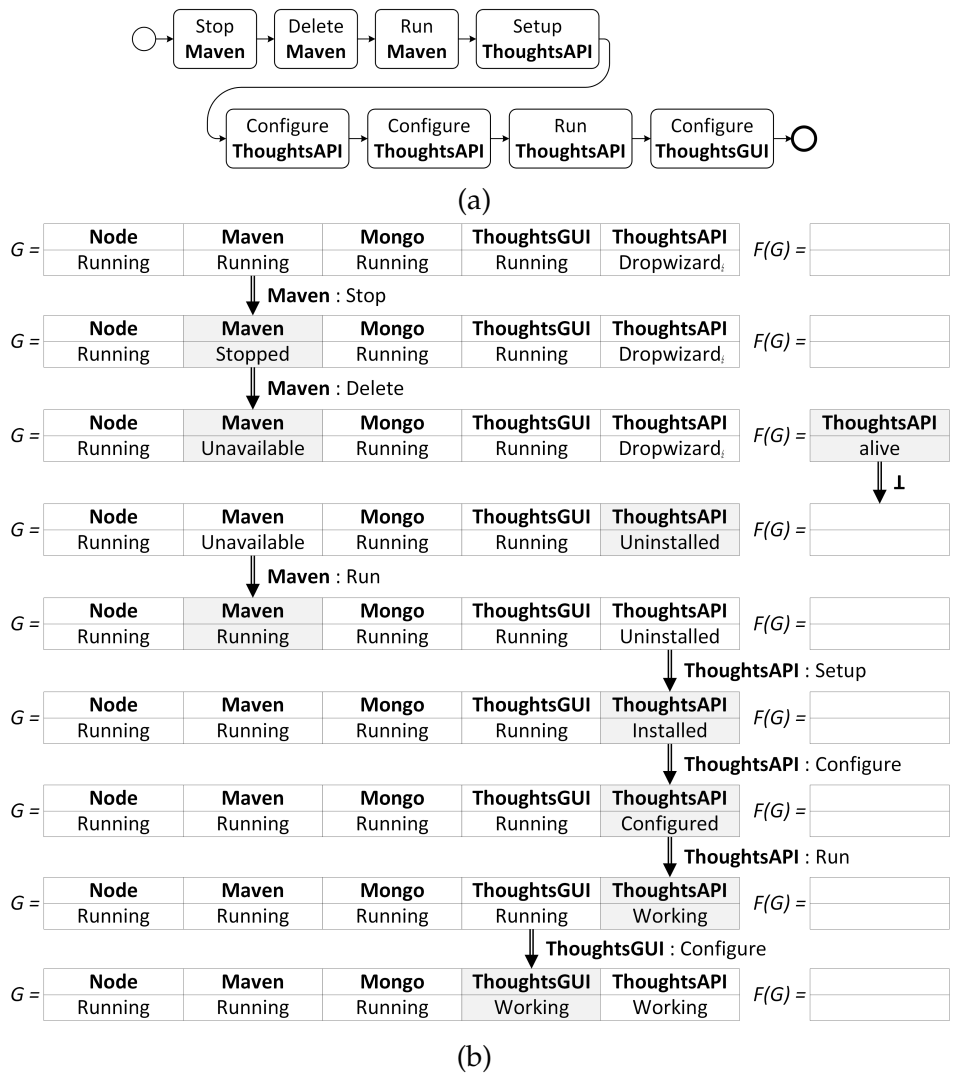 Stop Delete Run Setup
Maven Maven Maven ThoughtsAPI
Configure Configure Run Configure
ThoughtsAPI ThoughtsAPI ThoughtsAPI ThoughtsGUI
(a)
G = Node Maven Mongo ThoughtsGUI ThoughtsAPI F(G) =
Running Running Running Running Dropwizardᵢ
Maven : Stop
G = Node Maven Mongo ThoughtsGUI ThoughtsAPI F(G) =
Running Stopped Running Running Dropwizardᵢ
Maven : Delete
G = Node Maven Mongo ThoughtsGUI ThoughtsAPI F(G) = ThoughtsAPI
Running Unavailable Running Running Dropwizardᵢ alive
⊥
G = Node Maven Mongo ThoughtsGUI ThoughtsAPI F(G) =
Running Unavailable Running Running Uninstalled
Maven : Run
G = Node Maven Mongo ThoughtsGUI ThoughtsAPI F(G) =
Running Running Running Running Uninstalled
ThoughtsAPI : Setup
G = Node Maven Mongo ThoughtsGUI ThoughtsAPI F(G) =
Running Running Running Running Installed
ThoughtsAPI : Configure
G = Node Maven Mongo ThoughtsGUI ThoughtsAPI F(G) =
Running Running Running Running Configured
ThoughtsAPI : Run
G = Node Maven Mongo ThoughtsGUI ThoughtsAPI F(G) =
Running Running Running Running Working
ThoughtsGUI : Configure
G = Node Maven Mongo ThoughtsGUI ThoughtsAPI F(G) =
Running Running Running Working Working
(b)